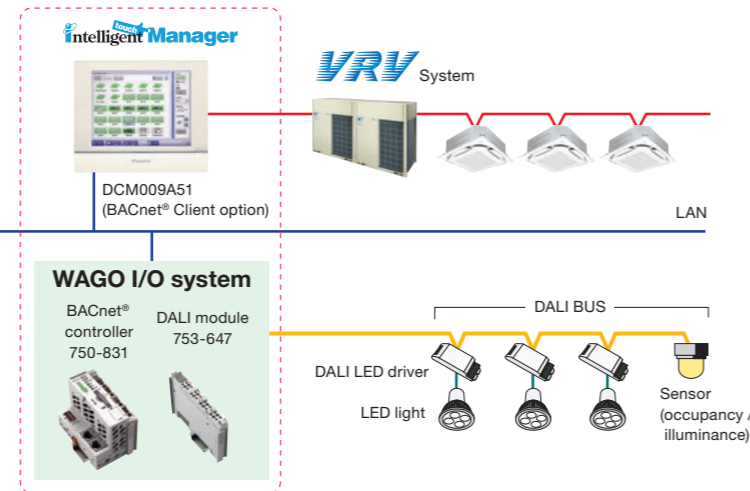 touch
intelligent Manager
VRV System
DCM009A51
(BACnet® Client option)
LAN
WAGO I/O system
BACnet®
controller
750-831
DALI module
753-647
DALI BUS
DALI LED driver
LED light
Sensor
(occupancy /
illuminance)